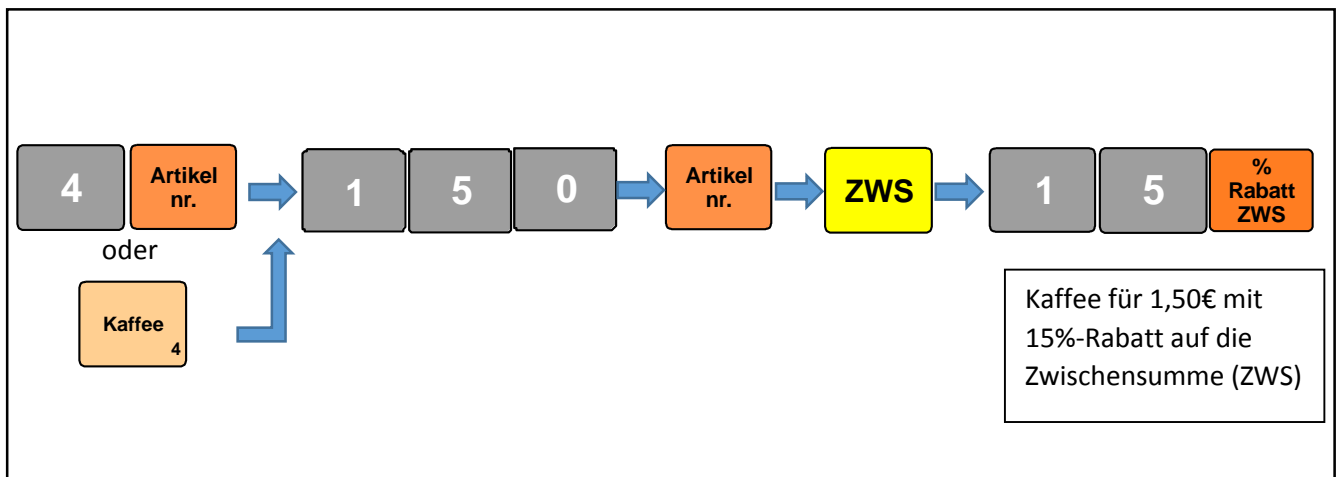 4
Artikel
nr.
1
5
0
Artikel
nr.
ZWS
1
5
%
Rabatt
ZWS
oder
Kaffee
4
Kaffee für 1,50€ mit
15%-Rabatt auf die
Zwischensumme (ZWS)